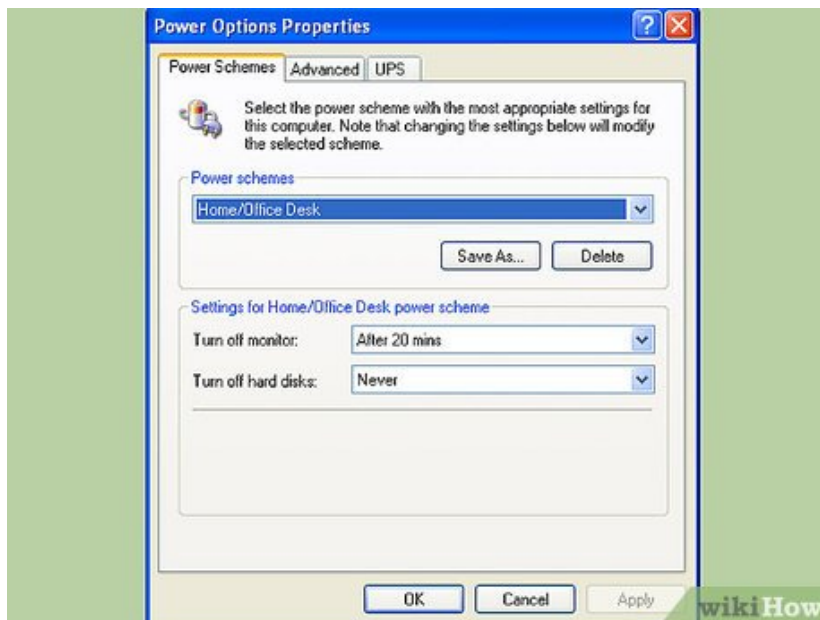 Power Options Properties
Power Schemes Advanced UPS
Select the power scheme with the most appropriate settings for
this computer. Note that changing the settings below will modify
the selected scheme.
Power schemes
Home/Office Desk
Save As... Delete
Settings for Home/Office Desk power scheme
Turn off monitor: After 20 mins
Turn off hard disks: Never
OK Cancel Apply
wikiHow